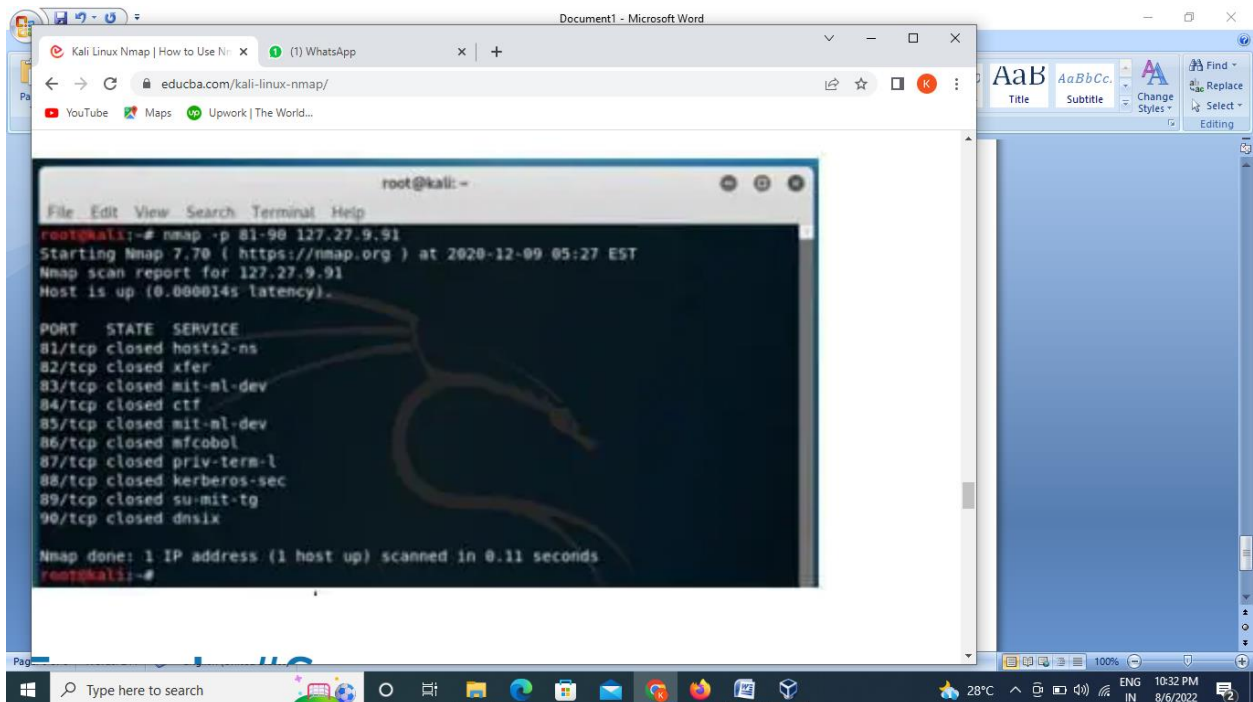 Document1 - Microsoft Word
Kali Linux Nmap | How to Use Nm
(1) WhatsApp
educba.com/kali-linux-nmap/
K
YouTube Maps Upwork | The World...
AaB AaBbCc.
Title Subtitle
Change Styles
Find
Replace
Select
Editing
root@kali: ~
File Edit View Search Terminal Help
root@kali:~# nmap -p 81-90 127.27.9.91
Starting Nmap 7.70 ( https://nmap.org ) at 2020-12-09 05:27 EST
Nmap scan report for 127.27.9.91
Host is up (0.000014s latency).
PORT STATE SERVICE
81/tcp closed hosts2-ns
82/tcp closed xfer
83/tcp closed mit-ml-dev
84/tcp closed ctf
85/tcp closed mit-ml-dev
86/tcp closed mfcobol
87/tcp closed priv-term-l
88/tcp closed kerberos-sec
89/tcp closed su-mit-tg
90/tcp closed dnsix
Nmap done: 1 IP address (1 host up) scanned in 0.11 seconds
root@kali:~#
100%
Type here to search
28°C
ENG
IN
10:32 PM
8/6/2022
2